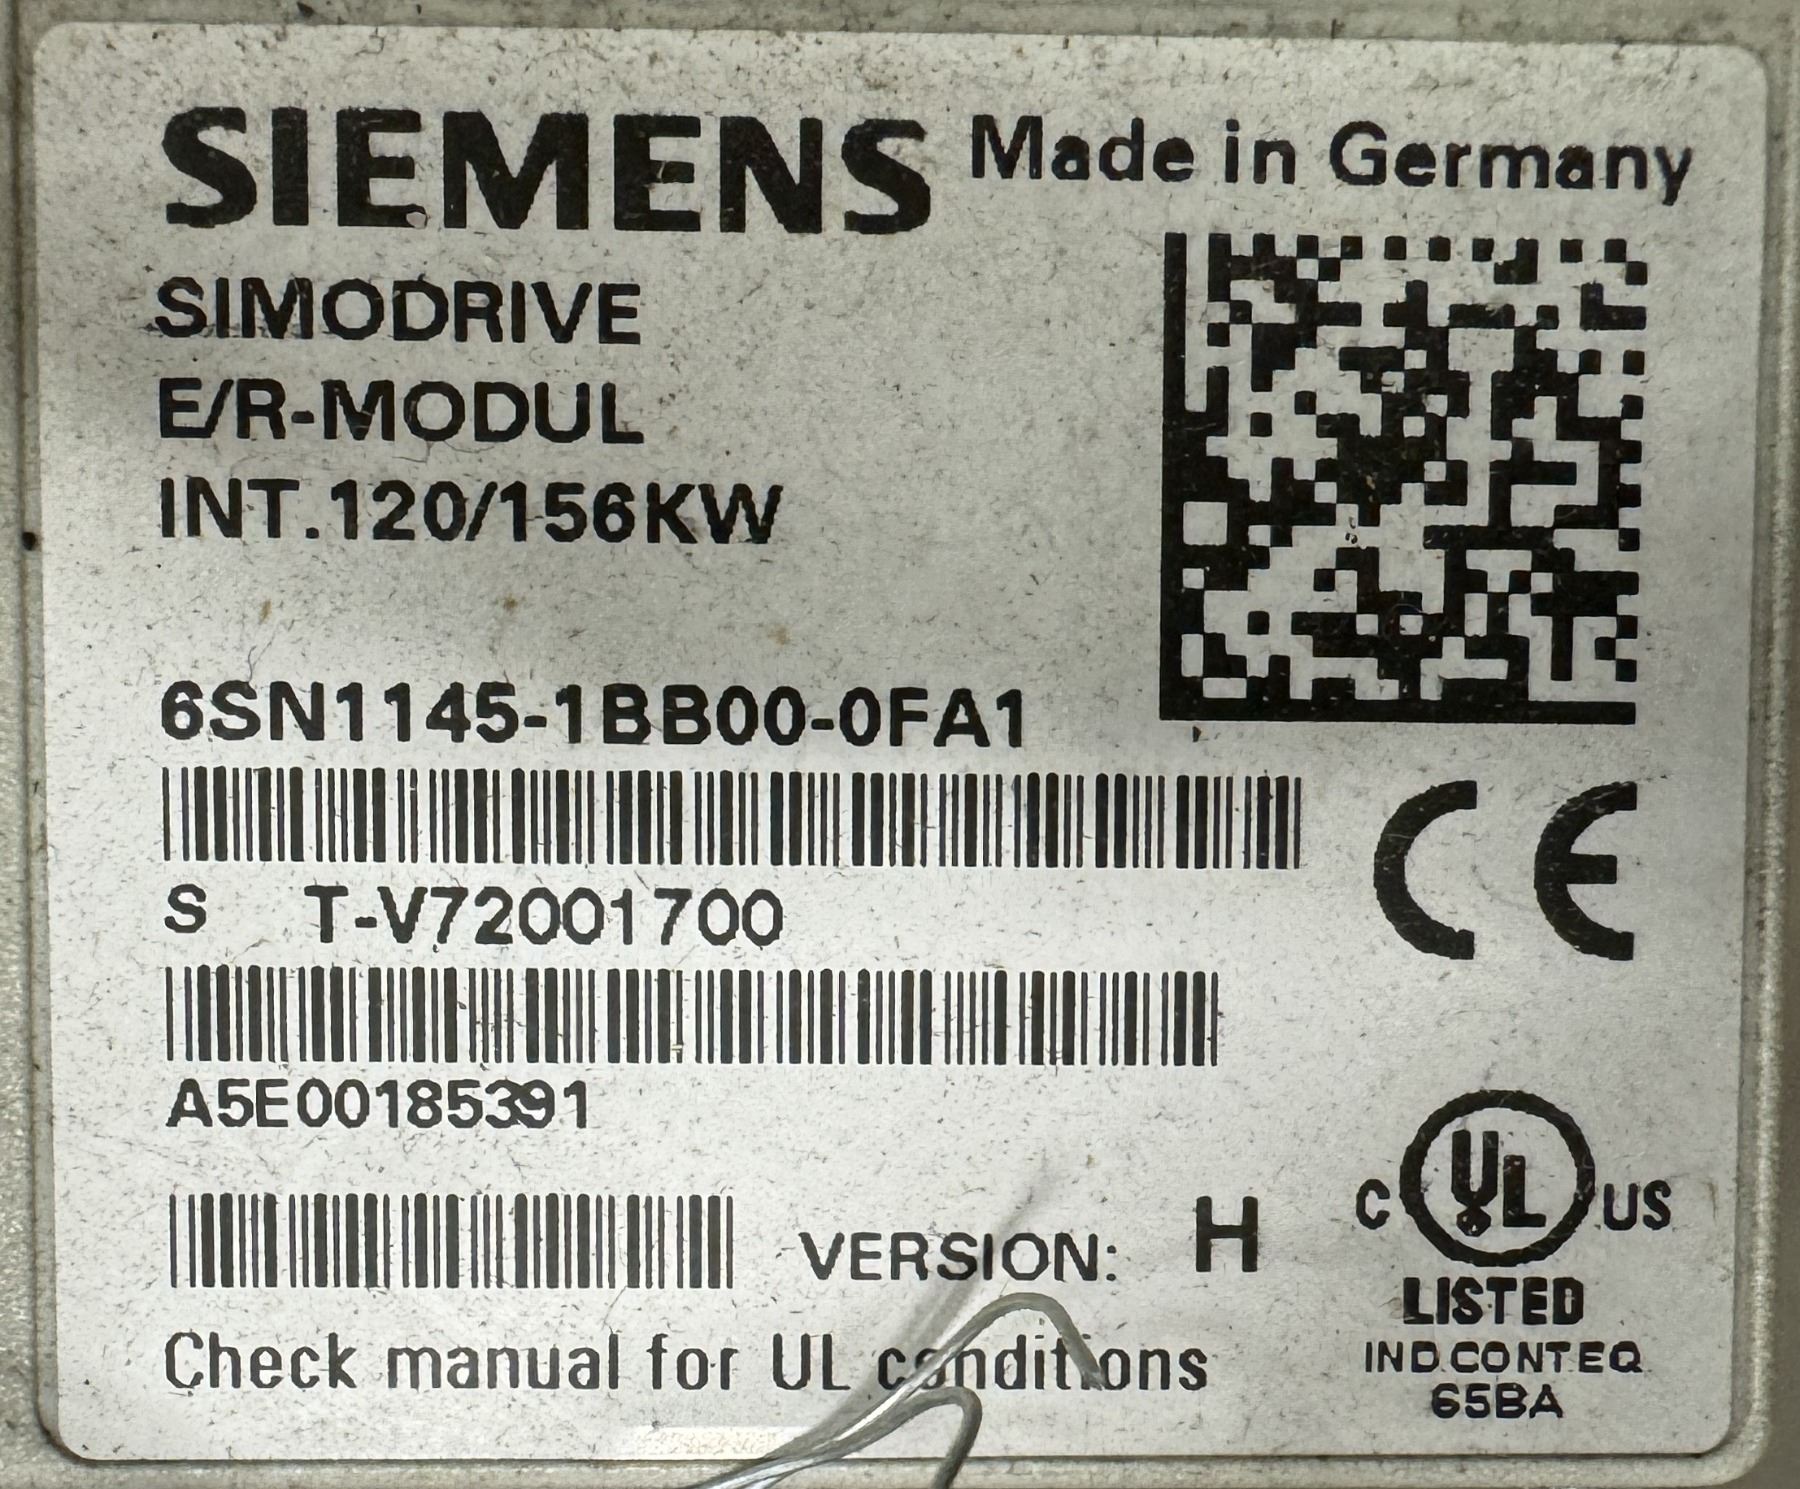 SIEMENS Made in Germany
SIMODRIVE
E/R-MODUL
INT.120/156KW
6SN1145-1BB00-0FA1
CE
S T-V72001700
A5E00185391
VERSION: H
C UL US
LISTED
IND.CONT.EQ
65BA
Check manual for UL conditions